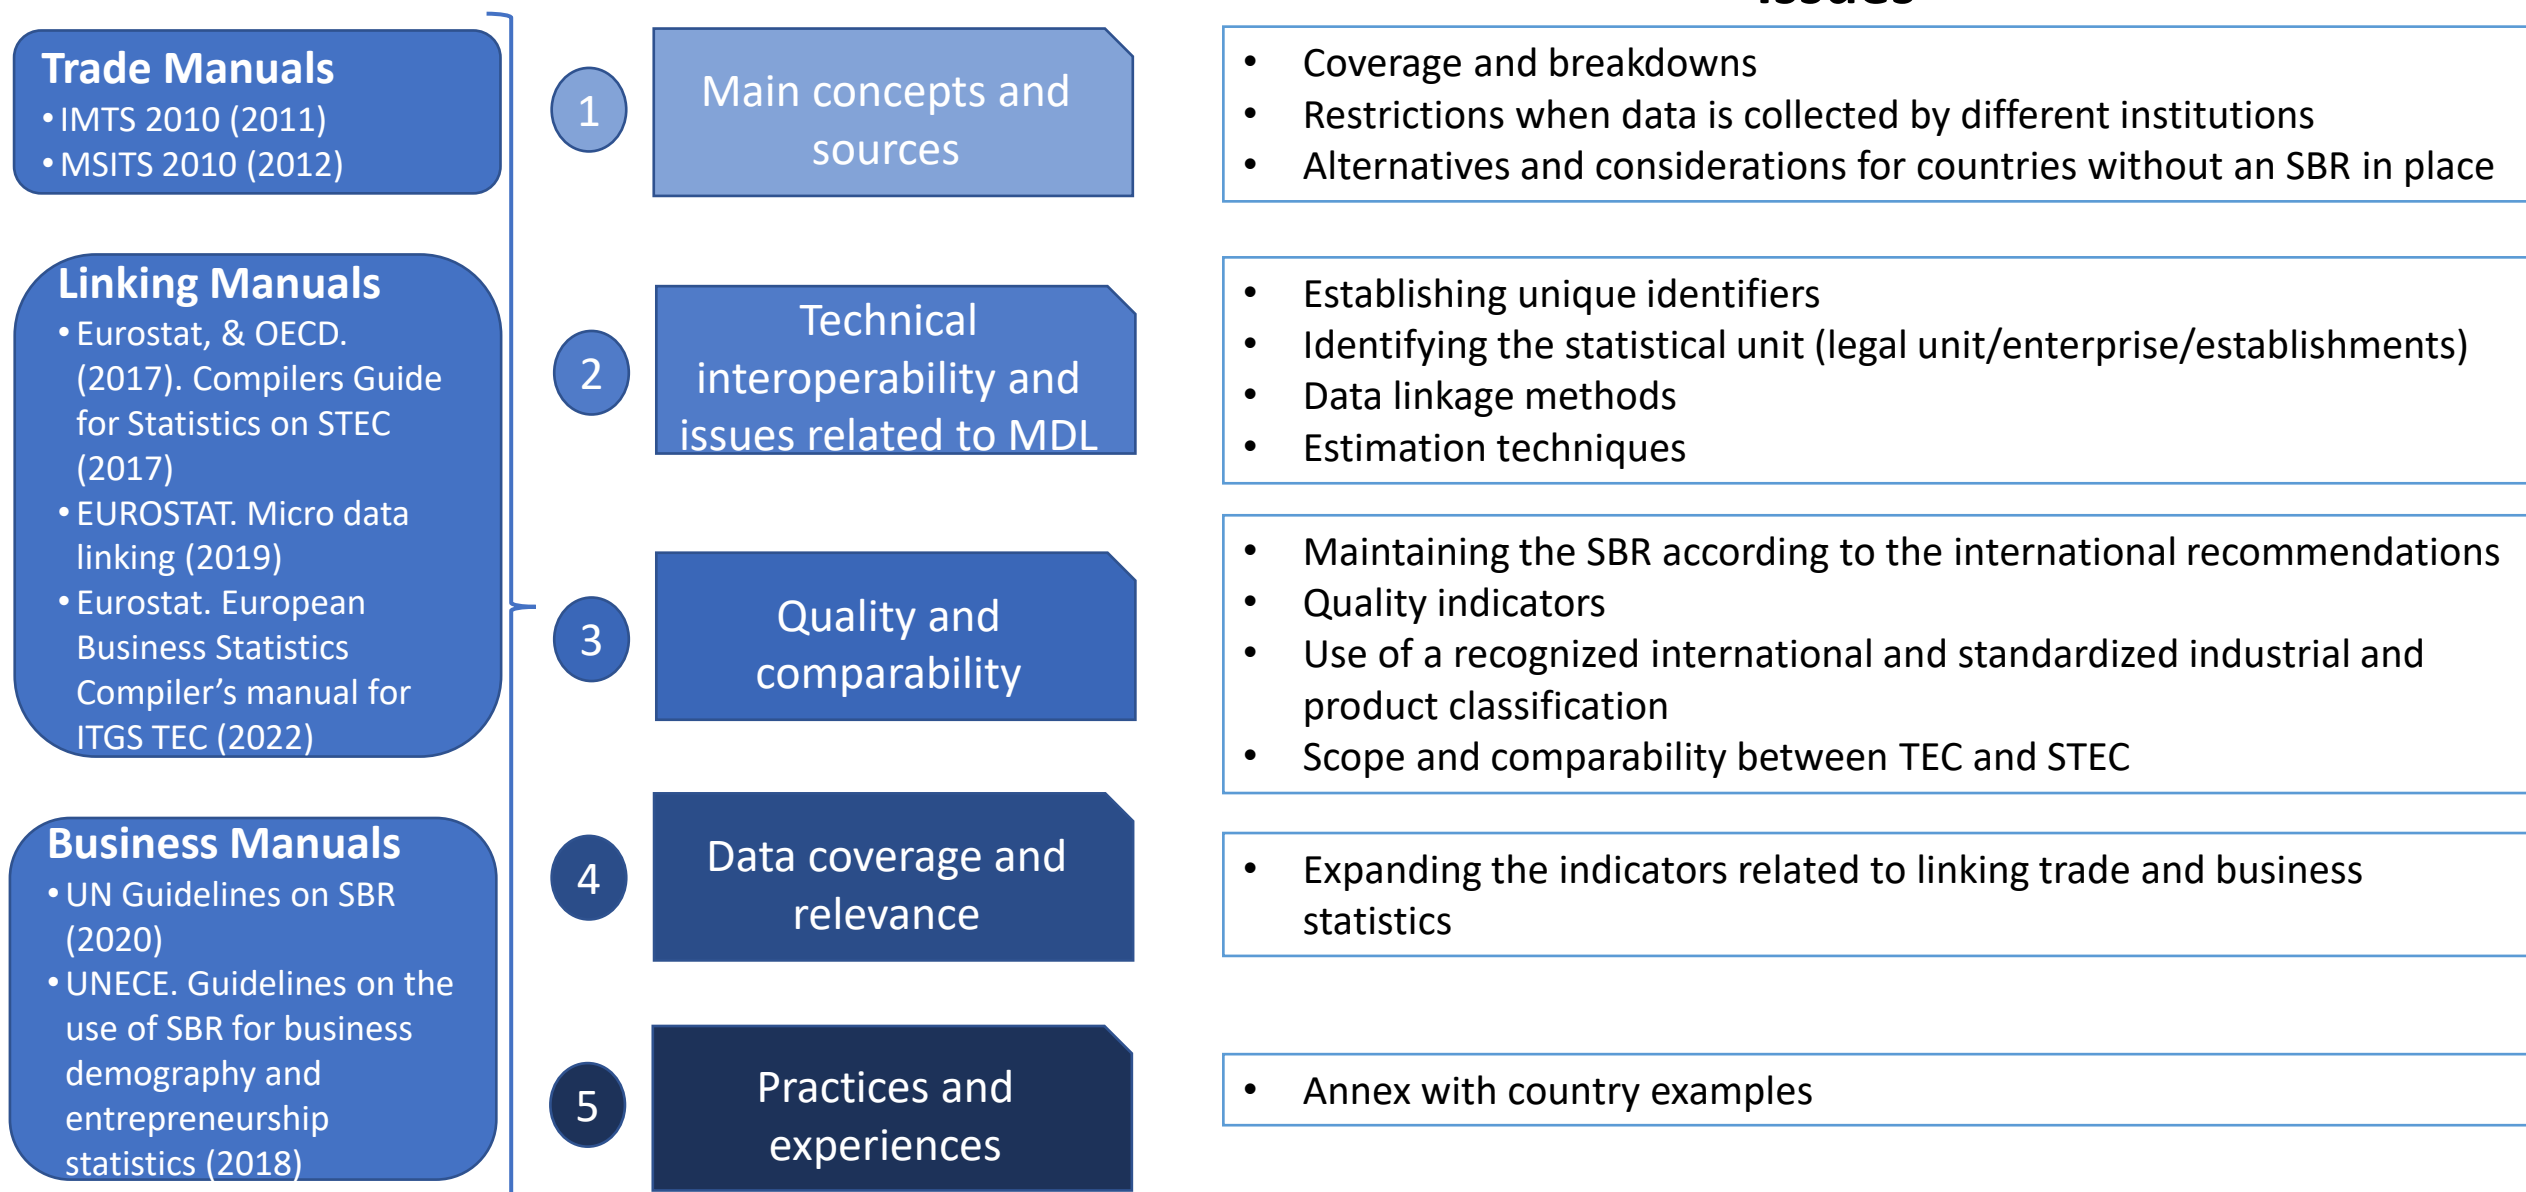 Issues
Trade Manuals
• IMTS 2010 (2011)
• MSITS 2010 (2012)
Linking Manuals
• Eurostat, & OECD.
(2017). Compilers Guide
for Statistics on STEC
(2017)
• EUROSTAT. Micro data
linking (2019)
• Eurostat. European
Business Statistics
Compiler’s manual for
ITGS TEC (2022)
Business Manuals
• UN Guidelines on SBR
(2020)
• UNECE. Guidelines on the
use of SBR for business
demography and
entrepreneurship
statistics (2018)
1
Main concepts and
sources
• Coverage and breakdowns
• Restrictions when data is collected by different institutions
• Alternatives and considerations for countries without an SBR in place
2
Technical
interoperability and
issues related to MDL
• Establishing unique identifiers
• Identifying the statistical unit (legal unit/enterprise/establishments)
• Data linkage methods
• Estimation techniques
3
Quality and
comparability
• Maintaining the SBR according to the international recommendations
• Quality indicators
• Use of a recognized international and standardized industrial and
product classification
• Scope and comparability between TEC and STEC
4
Data coverage and
relevance
• Expanding the indicators related to linking trade and business
statistics
5
Practices and
experiences
• Annex with country examples